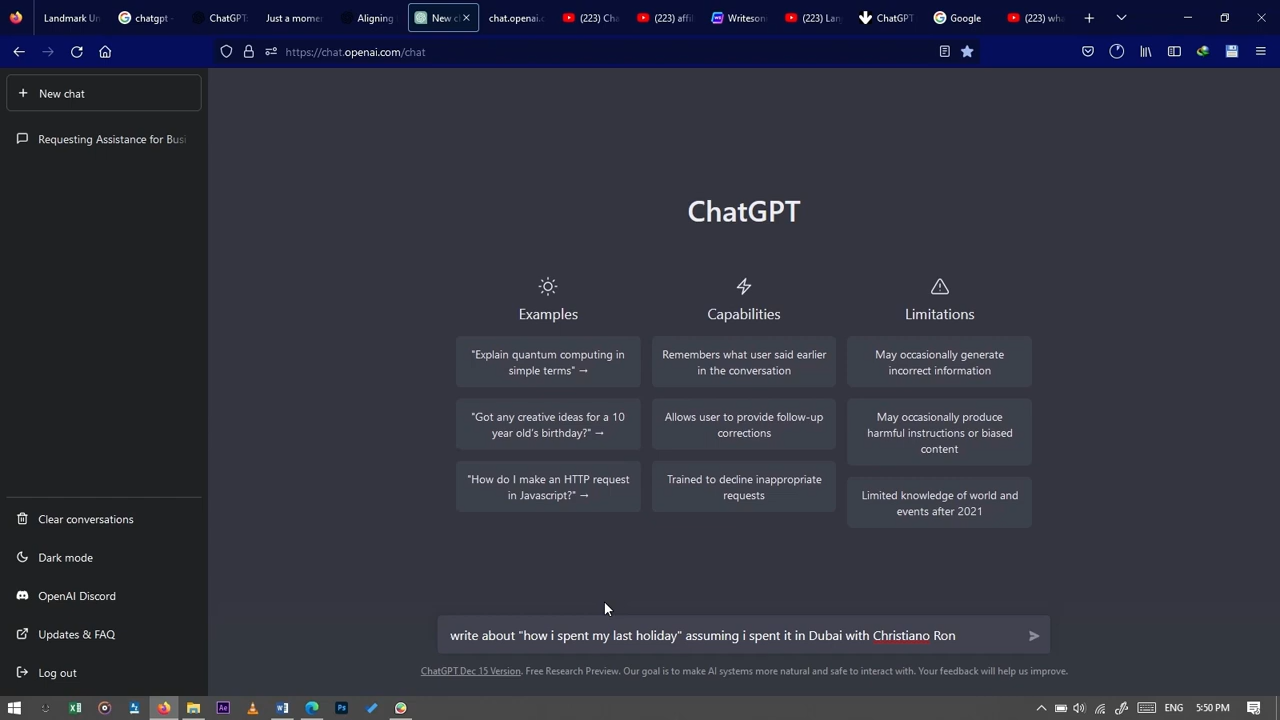 Landmark Un
chatgpt -
ChatGPT:
Just a mome
Aligning
New c
chat.openai.c
(223) Cha
(223) affil
Writeson
(223) Lan
ChatGPT
Google
(223) wha
https://chat.openai.com/chat
New chat
Requesting Assistance for Busi
ChatGPT
Examples
Capabilities
Limitations
"Explain quantum computing in
simple terms" →
Remembers what user said earlier
in the conversation
May occasionally generate
incorrect information
"Got any creative ideas for a 10
year old's birthday?" →
Allows user to provide follow-up
corrections
May occasionally produce
harmful instructions or biased
content
"How do I make an HTTP request
in Javascript?" →
Trained to decline inappropriate
requests
Limited knowledge of world and
events after 2021
Clear conversations
Dark mode
OpenAI Discord
Updates & FAQ
Log out
write about "how i spent my last holiday" assuming i spent it in Dubai with Christiano Ron
ChatGPT Dec 15 Version. Free Research Preview. Our goal is to make AI systems more natural and safe to interact with. Your feedback will help us improve.
ENG
5:50 PM